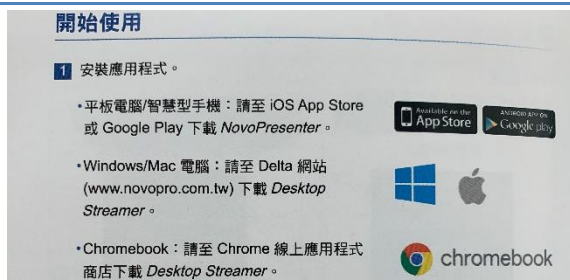 開始使用
1 安裝應用程式。
•平板電腦/智慧型手機：請至 iOS App Store
或 Google Play 下載 NovoPresenter。
Available on the
App Store
ANDROID APP ON
Google play
•Windows/Mac 電腦：請至 Delta 網站
(www.novopro.com.tw) 下載 Desktop
Streamer。
•Chromebook：請至 Chrome 線上應用程式
商店下載 Desktop Streamer。
chromebook